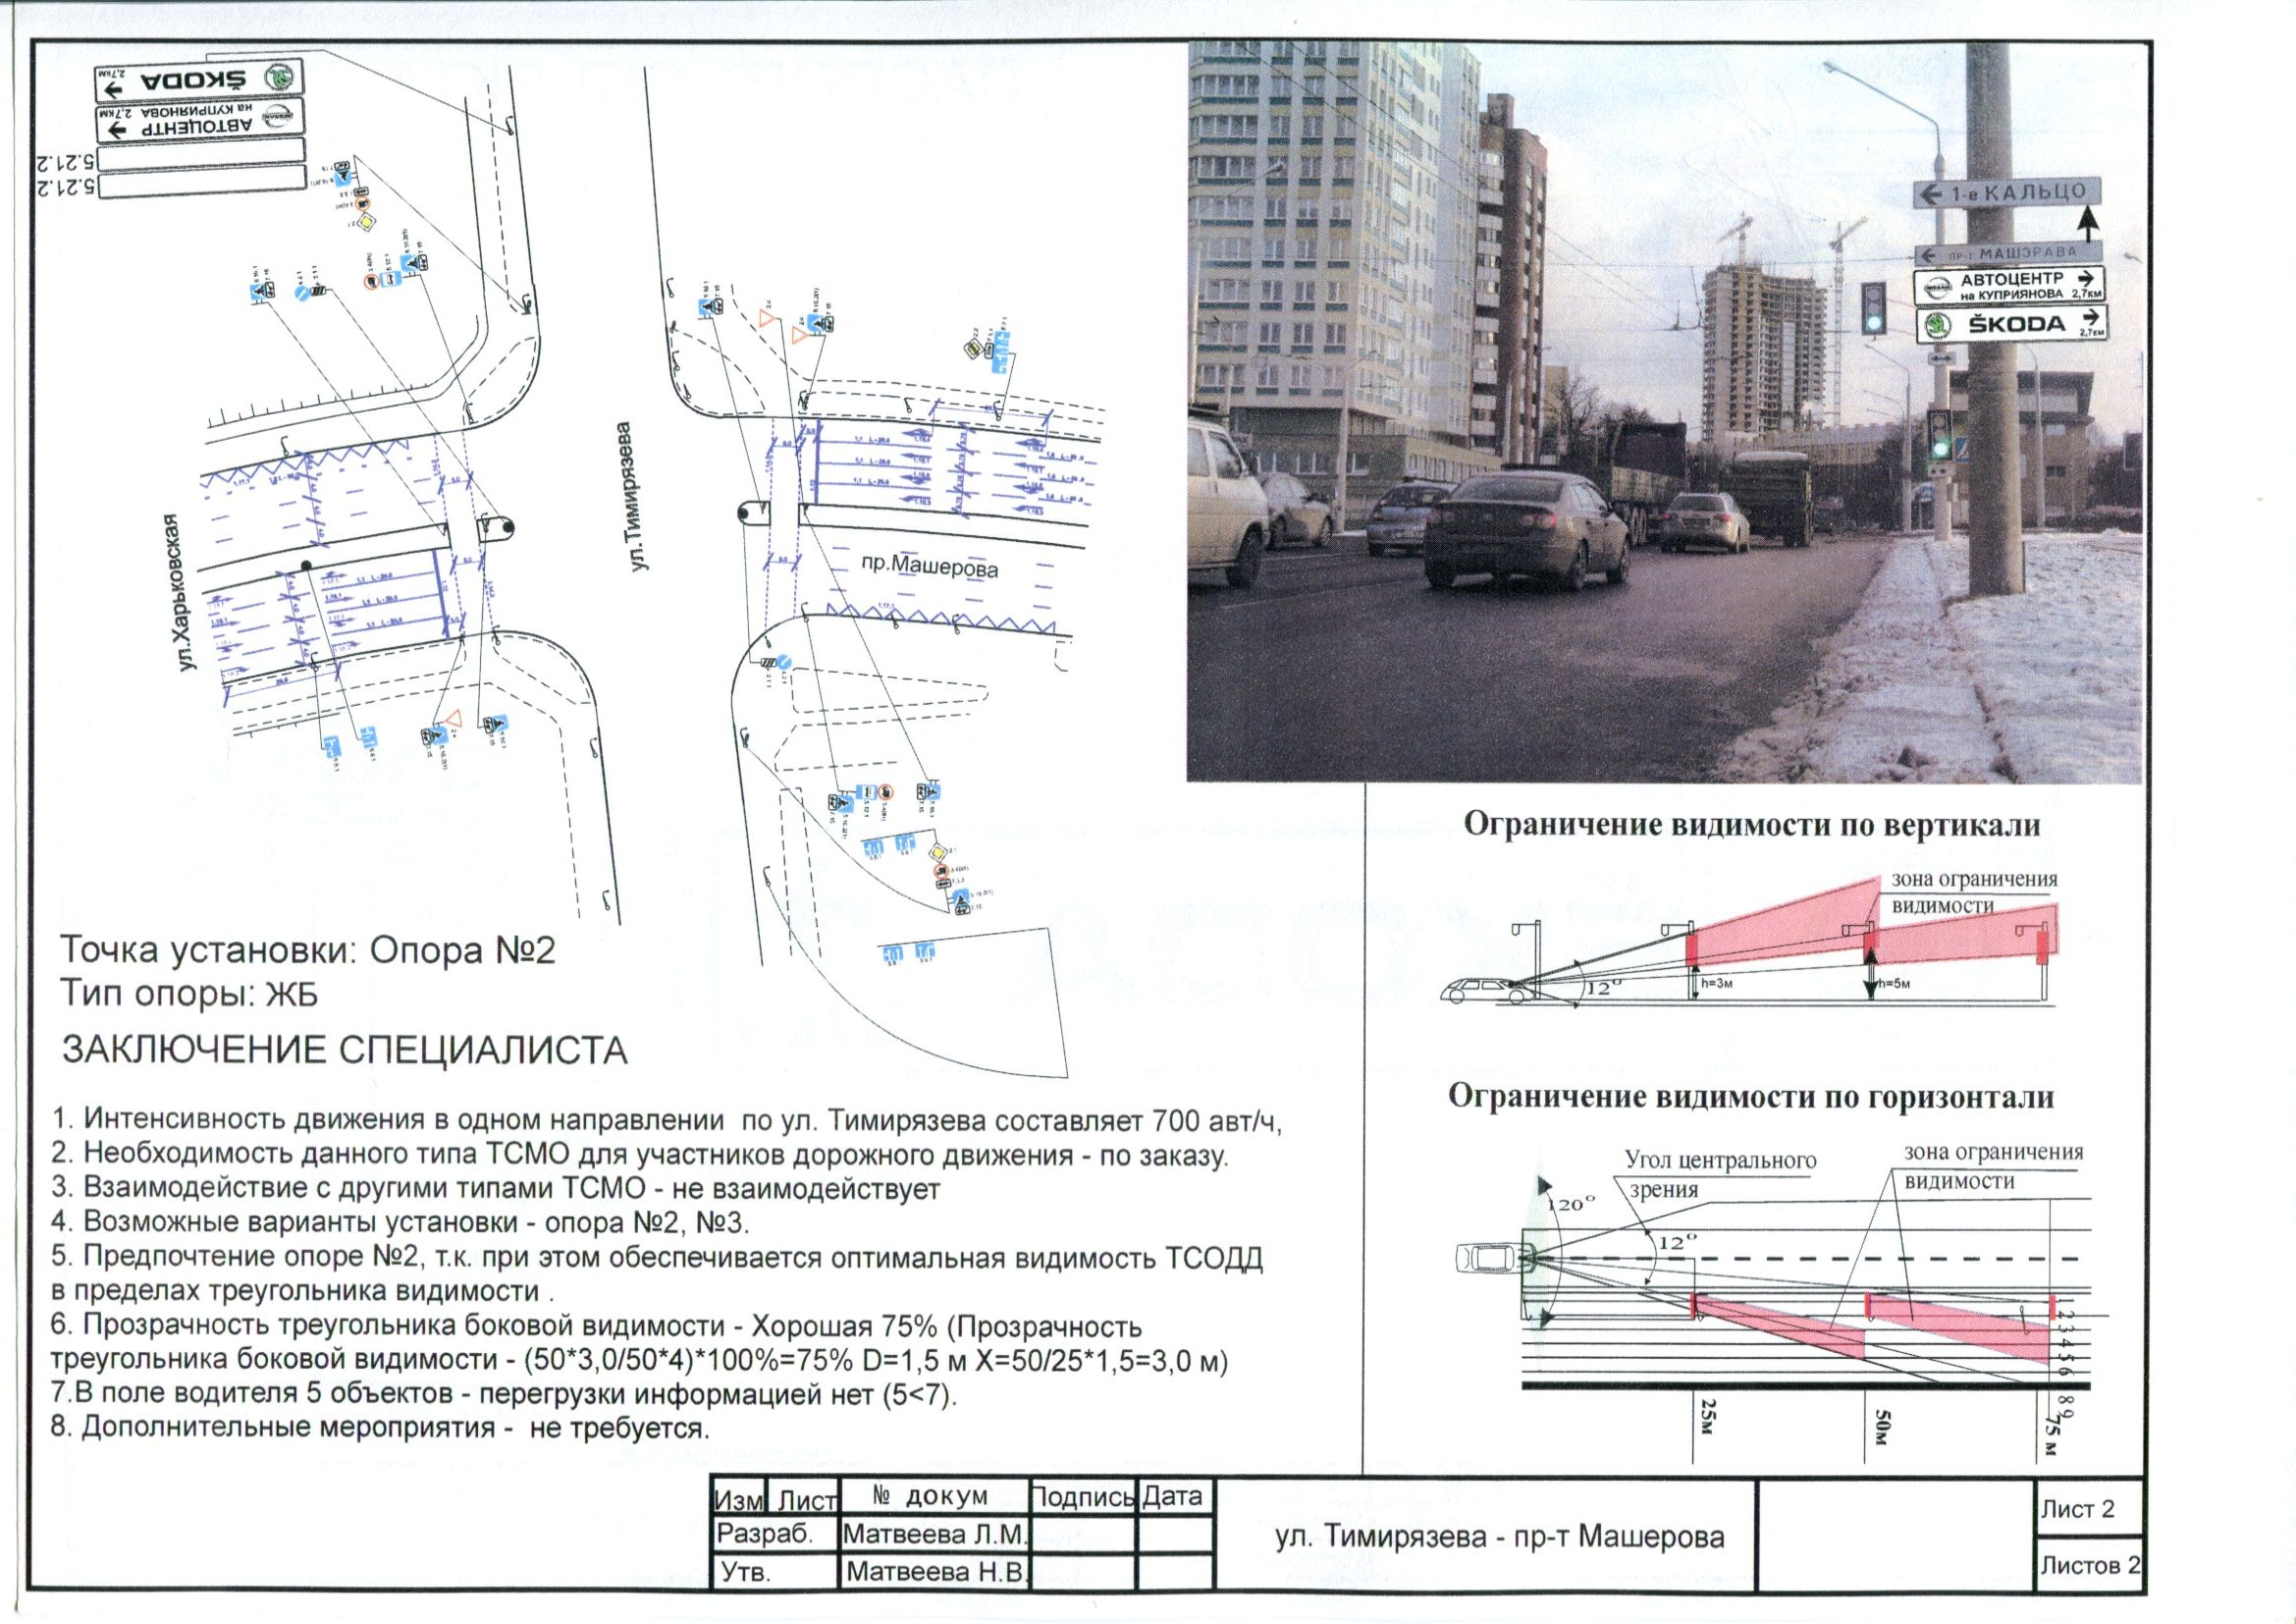 ŠKODA 2,7км
АВТОЦЕНТР
на КУПРИЯНОВА 2,7км
5.21.2
5.21.2
ул.Харьковская
ул.Тимирязева
пр.Машерова
1-е КАЛЬЦО
пр-т МАШЭРАВА
АВТОЦЕНТР
на КУПРИЯНОВА 2,7км
ŠKODA
2,7км
Точка установки: Опора №2
Тип опоры: ЖБ
ЗАКЛЮЧЕНИЕ СПЕЦИАЛИСТА
1. Интенсивность движения в одном направлении по ул. Тимирязева составляет 700 авт/ч,
2. Необходимость данного типа ТСМО для участников дорожного движения - по заказу.
3. Взаимодействие с другими типами ТСМО - не взаимодействует
4. Возможные варианты установки - опора №2, №3.
5. Предпочтение опоре №2, т.к. при этом обеспечивается оптимальная видимость ТСОДД
в пределах треугольника видимости .
6. Прозрачность треугольника боковой видимости - Хорошая 75% (Прозрачность
треугольника боковой видимости - (50*3,0/50*4)*100%=75% D=1,5 м X=50/25*1,5=3,0 м)
7.В поле водителя 5 объектов - перегрузки информацией нет (5<7).
8. Дополнительные мероприятия - не требуется.
Ограничение видимости по вертикали
зона ограничения
видимости
12°
h=3м
h=5м
Ограничение видимости по горизонтали
Угол центрального
зрения
зона ограничения
видимости
120°
12°
1 2 3 4 5 6 8 9
25м
50м
75 м
Изм Лист № докум Подпись Дата
Разраб. Матвеева Л.М.
Утв. Матвеева Н.В.
ул. Тимирязева - пр-т Машерова
Лист 2
Листов 2